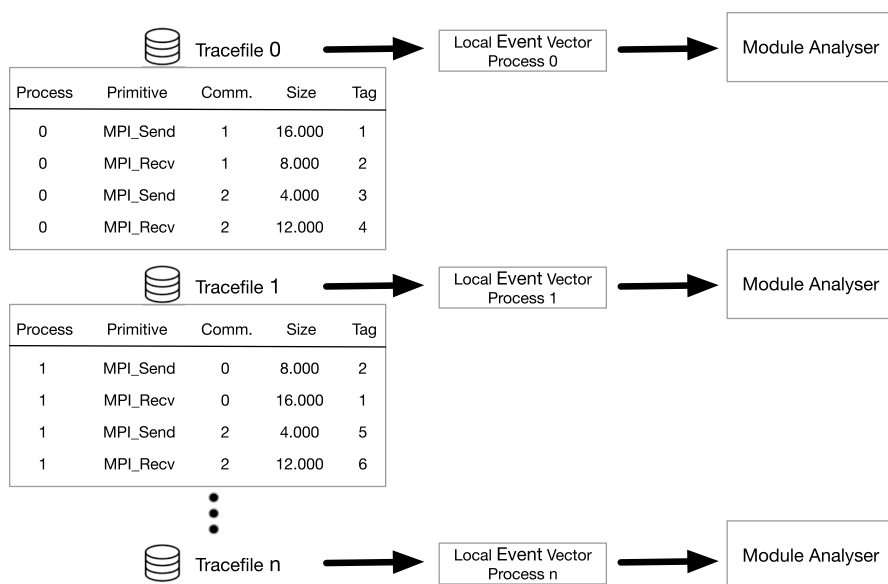 Tracefile 0
Local Event Vector
Process 0
Module Analyser
Process Primitive Comm. Size Tag
0 MPI_Send 1 16.000 1
0 MPI_Recv 1 8.000 2
0 MPI_Send 2 4.000 3
0 MPI_Recv 2 12.000 4
Tracefile 1
Local Event Vector
Process 1
Module Analyser
Process Primitive Comm. Size Tag
1 MPI_Send 0 8.000 2
1 MPI_Recv 0 16.000 1
1 MPI_Send 2 4.000 5
1 MPI_Recv 2 12.000 6
Tracefile n
Local Event Vector
Process n
Module Analyser